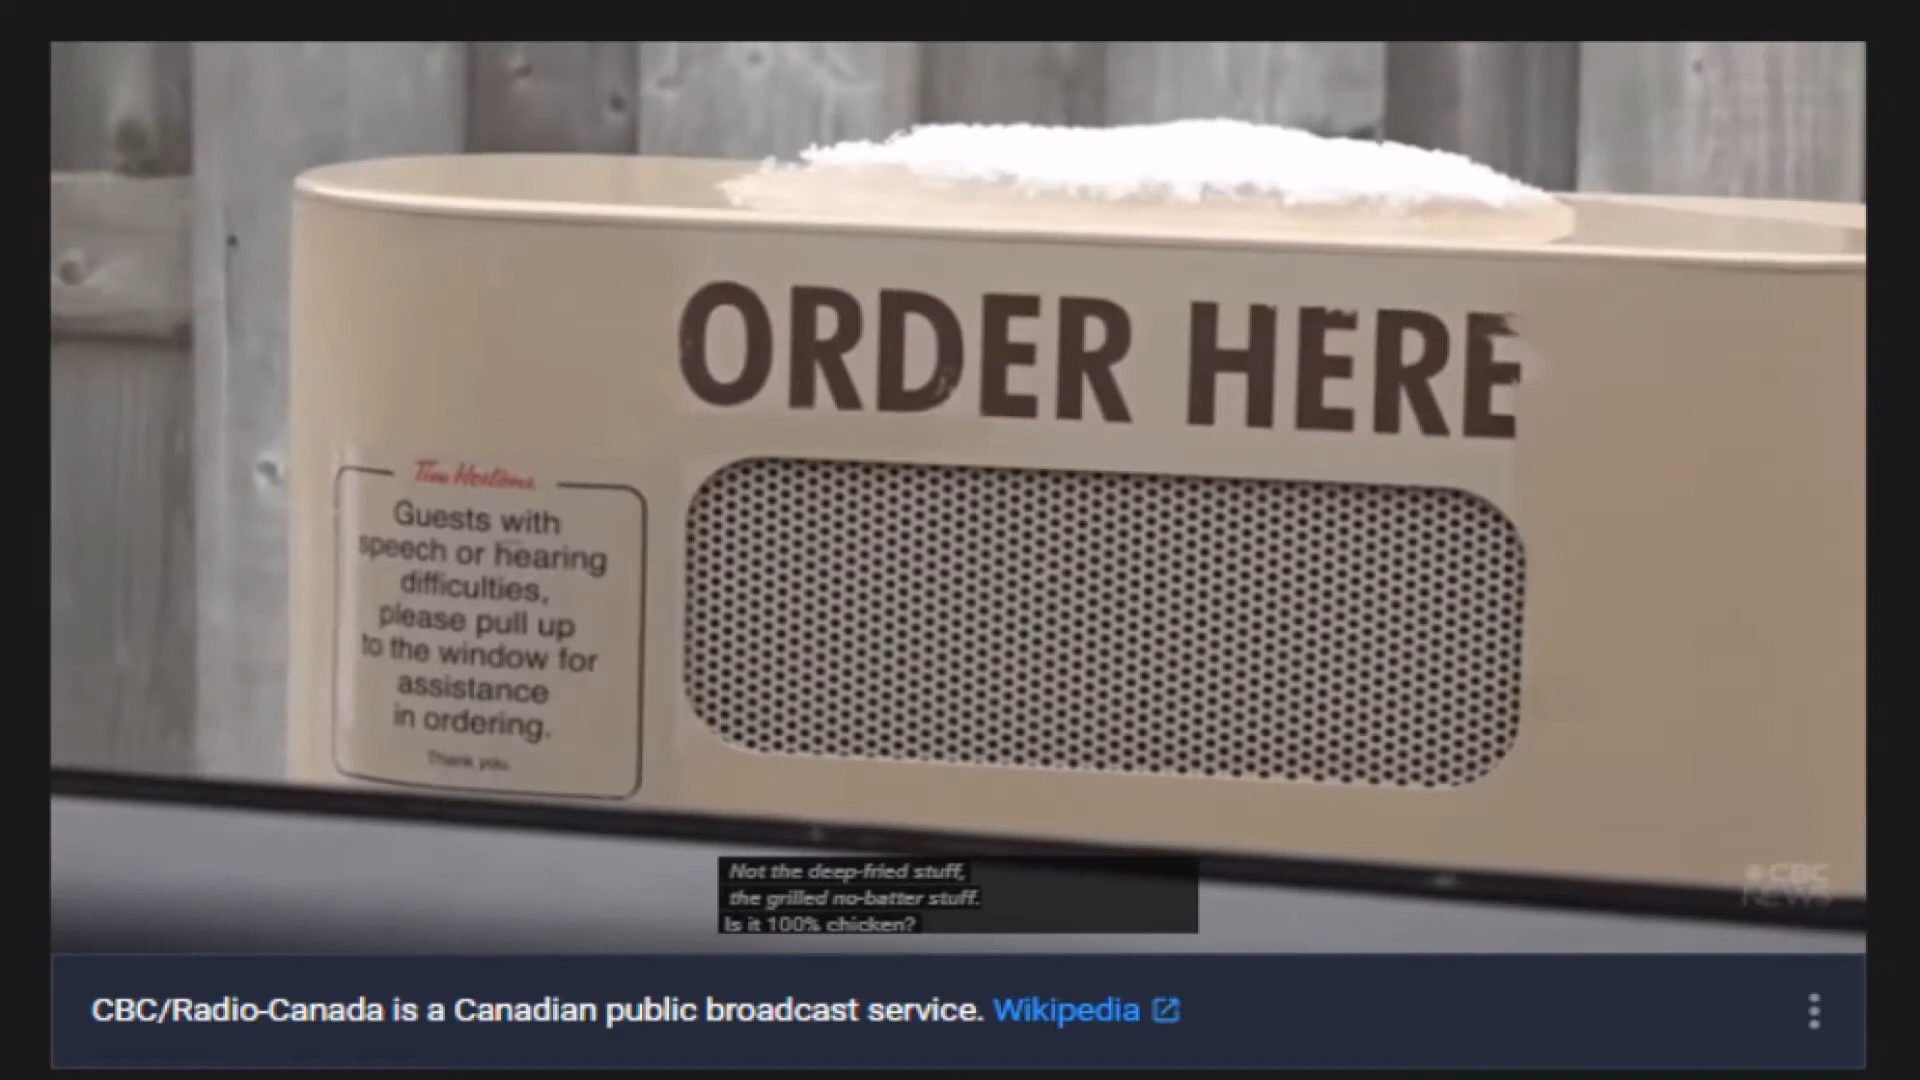 ORDER HERE
Tim Hortons
Guests with
speech or hearing
difficulties,
please pull up
to the window for
assistance
in ordering.
Thank you.
Not the deep-fried stuff,
the grilled no-batter stuff.
Is it 100% chicken?
CBC
NEWS
CBC/Radio-Canada is a Canadian public broadcast service. Wikipedia